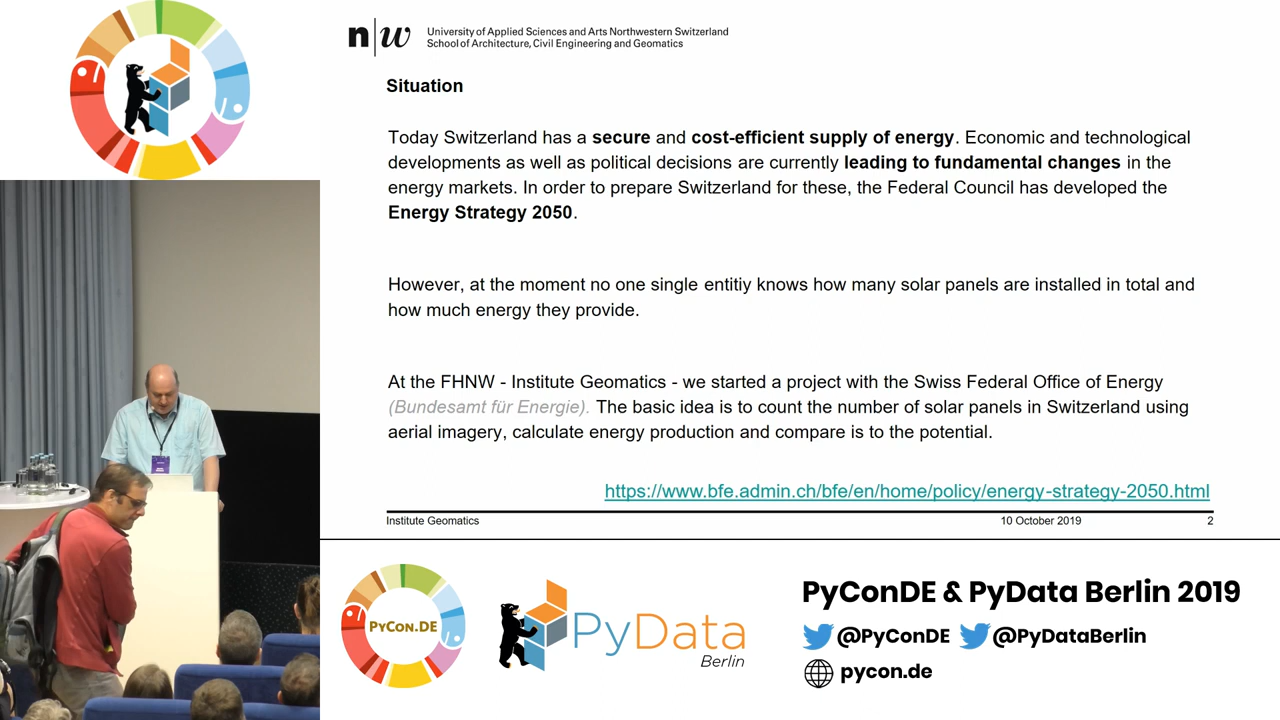 n|w University of Applied Sciences and Arts Northwestern Switzerland
School of Architecture, Civil Engineering and Geomatics
Situation
Today Switzerland has a secure and cost-efficient supply of energy. Economic and technological
developments as well as political decisions are currently leading to fundamental changes in the
energy markets. In order to prepare Switzerland for these, the Federal Council has developed the
Energy Strategy 2050.
However, at the moment no one single entitiy knows how many solar panels are installed in total and
how much energy they provide.
At the FHNW - Institute Geomatics - we started a project with the Swiss Federal Office of Energy
(Bundesamt für Energie). The basic idea is to count the number of solar panels in Switzerland using
aerial imagery, calculate energy production and compare is to the potential.
https://www.bfe.admin.ch/bfe/en/home/policy/energy-strategy-2050.html
Institute Geomatics 10 October 2019 2
PyCon.DE
PyData
Berlin
PyConDE & PyData Berlin 2019
@PyConDE @PyDataBerlin
pycon.de